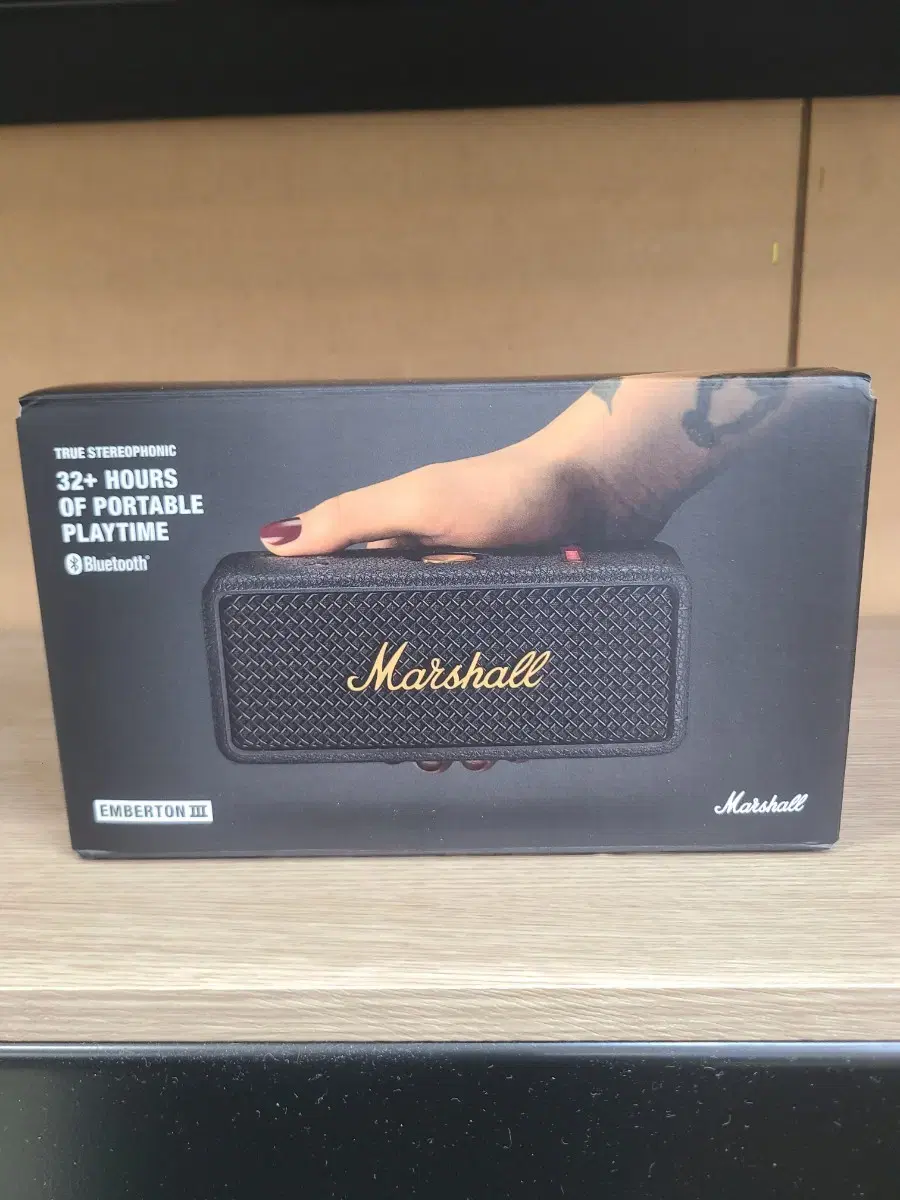 TRUE STEREOPHONIC
32+ HOURS
OF PORTABLE
PLAYTIME
Bluetooth®
Marshall
EMBERTON III
Marshall